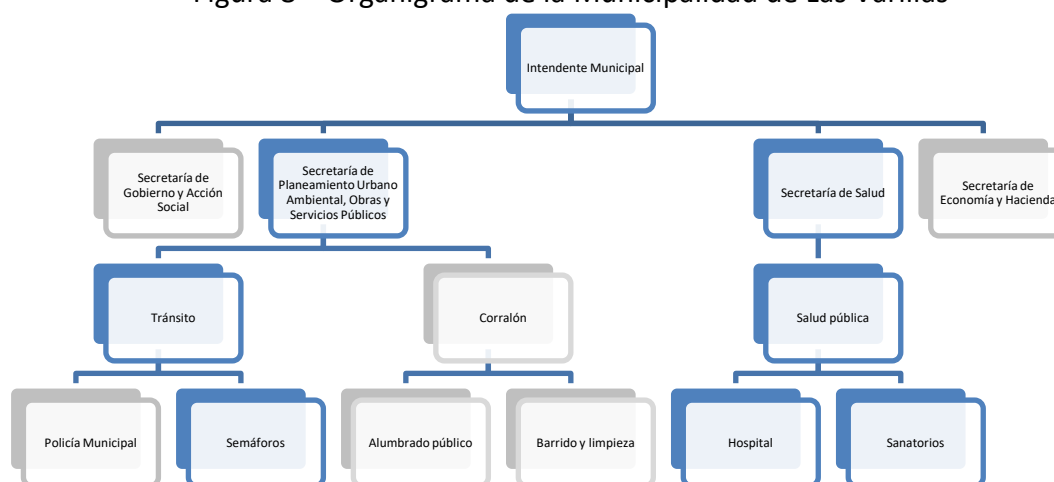 Figura 8 – Organigrama de la Municipalidad de Las Varillas
Intendente Municipal
Secretaría de
Gobierno y Acción
Social
Secretaría de
Planeamiento Urbano
Ambiental, Obras y
Servicios Públicos
Secretaría de Salud
Secretaría de
Economía y Hacienda
Tránsito
Corralón
Salud pública
Policía Municipal
Semáforos
Alumbrado público
Barrido y limpieza
Hospital
Sanatorios